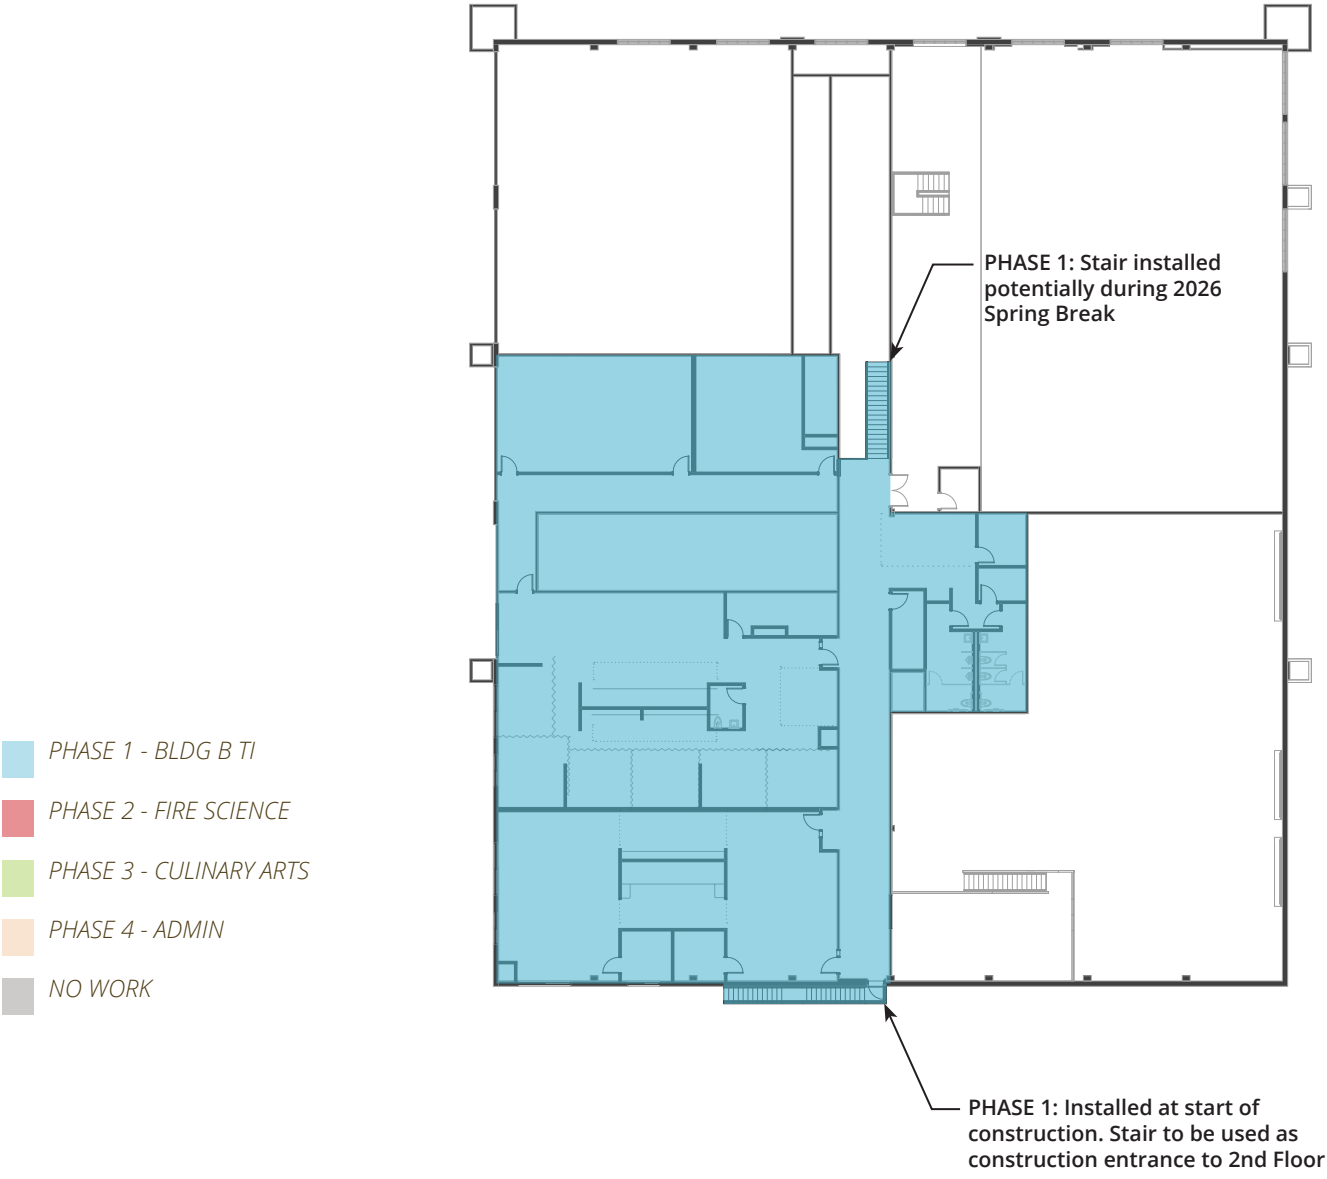 PHASE 1: Stair installed
potentially during 2026
Spring Break
PHASE 1 - BLDG B TI
PHASE 2 - FIRE SCIENCE
PHASE 3 - CULINARY ARTS
PHASE 4 - ADMIN
NO WORK
PHASE 1: Installed at start of
construction. Stair to be used as
construction entrance to 2nd Floor